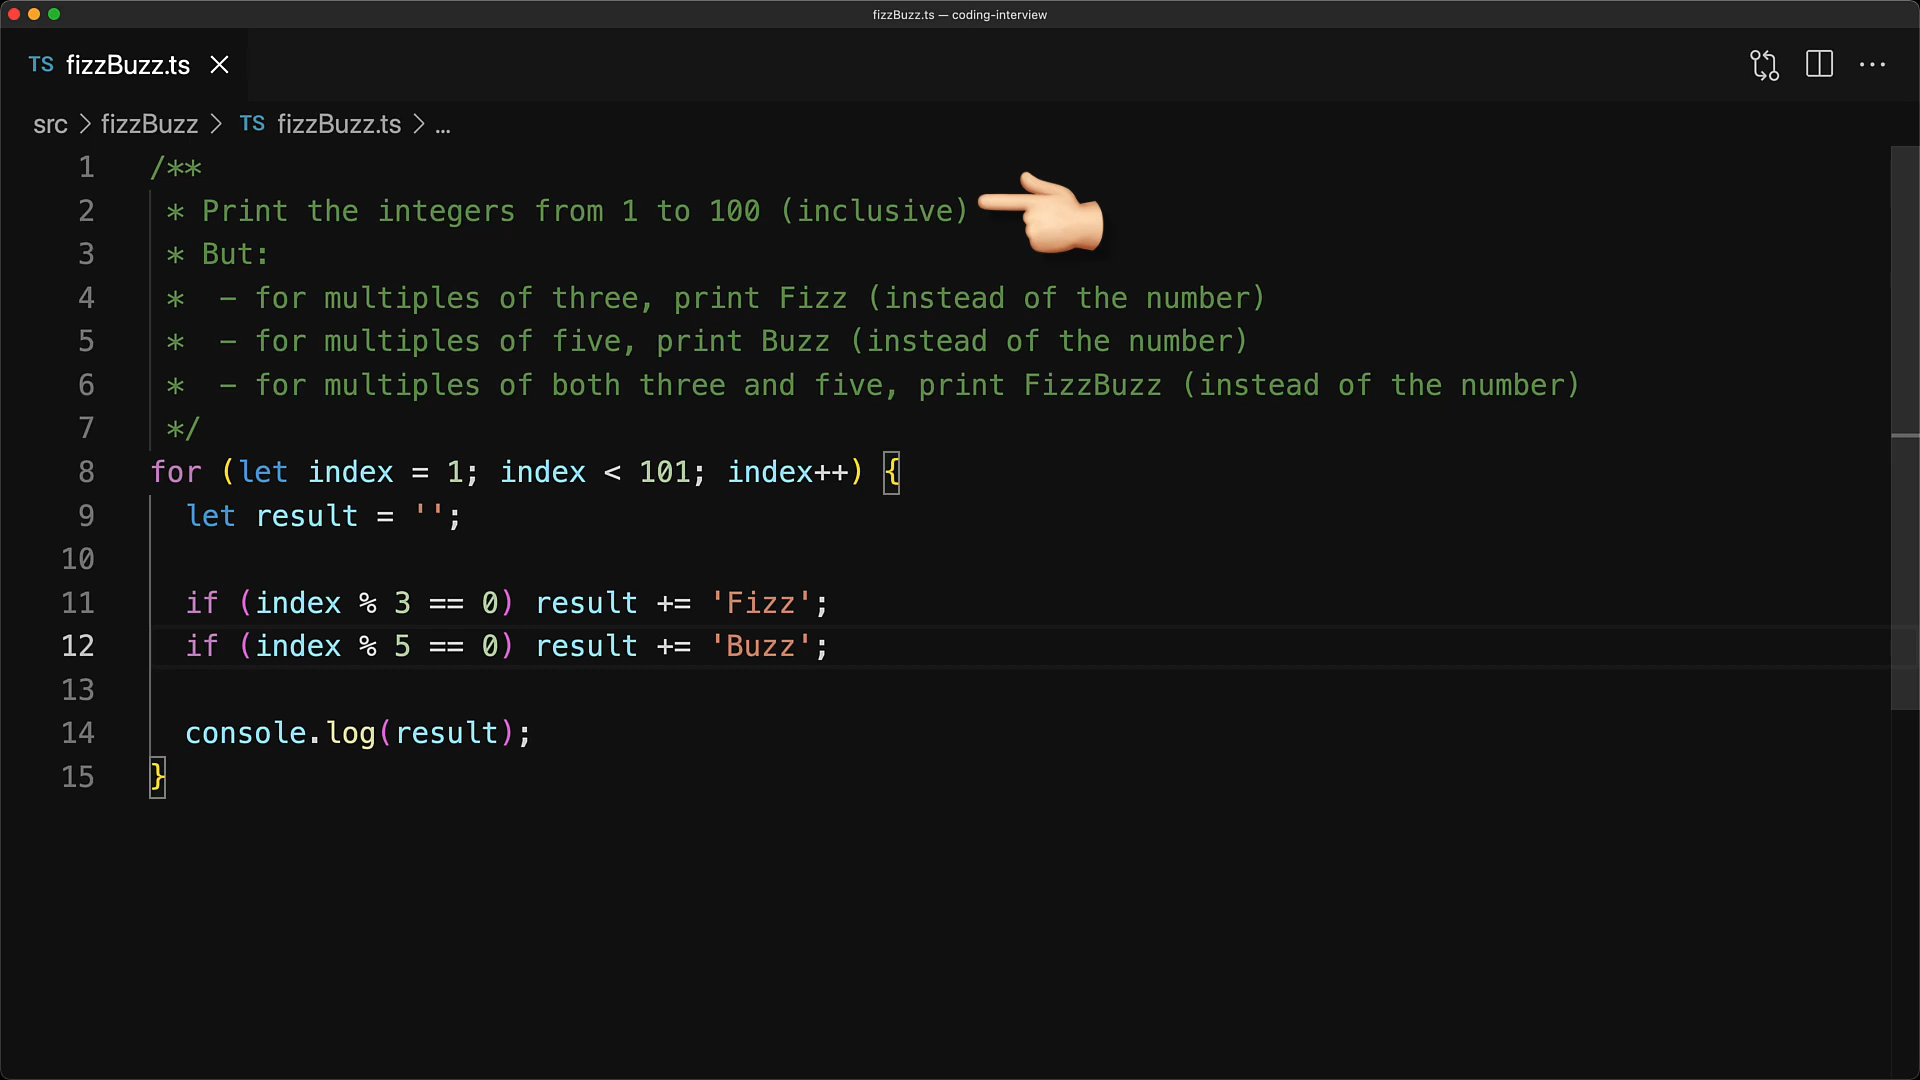 fizzBuzz.ts — coding-interview
TS fizzBuzz.ts
src > fizzBuzz > TS fizzBuzz.ts > ...
1 /**
2  * Print the integers from 1 to 100 (inclusive)
3  * But:
4  *  - for multiples of three, print Fizz (instead of the number)
5  *  - for multiples of five, print Buzz (instead of the number)
6  *  - for multiples of both three and five, print FizzBuzz (instead of the number)
7  */
8 for (let index = 1; index < 101; index++) {
9   let result = '';
10
11   if (index % 3 == 0) result += 'Fizz';
12   if (index % 5 == 0) result += 'Buzz';
13
14   console.log(result);
15 }